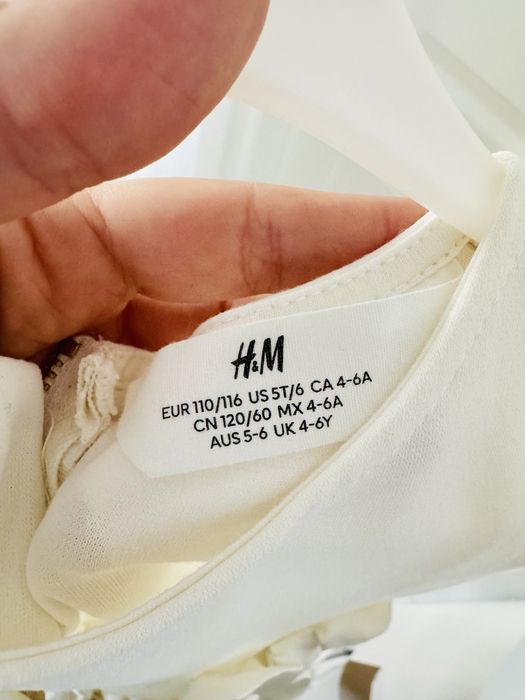 H&M
EUR 110/116 US 5T/6 CA 4-6A
CN 120/60 MX 4-6A
AUS 5-6 UK 4-6Y